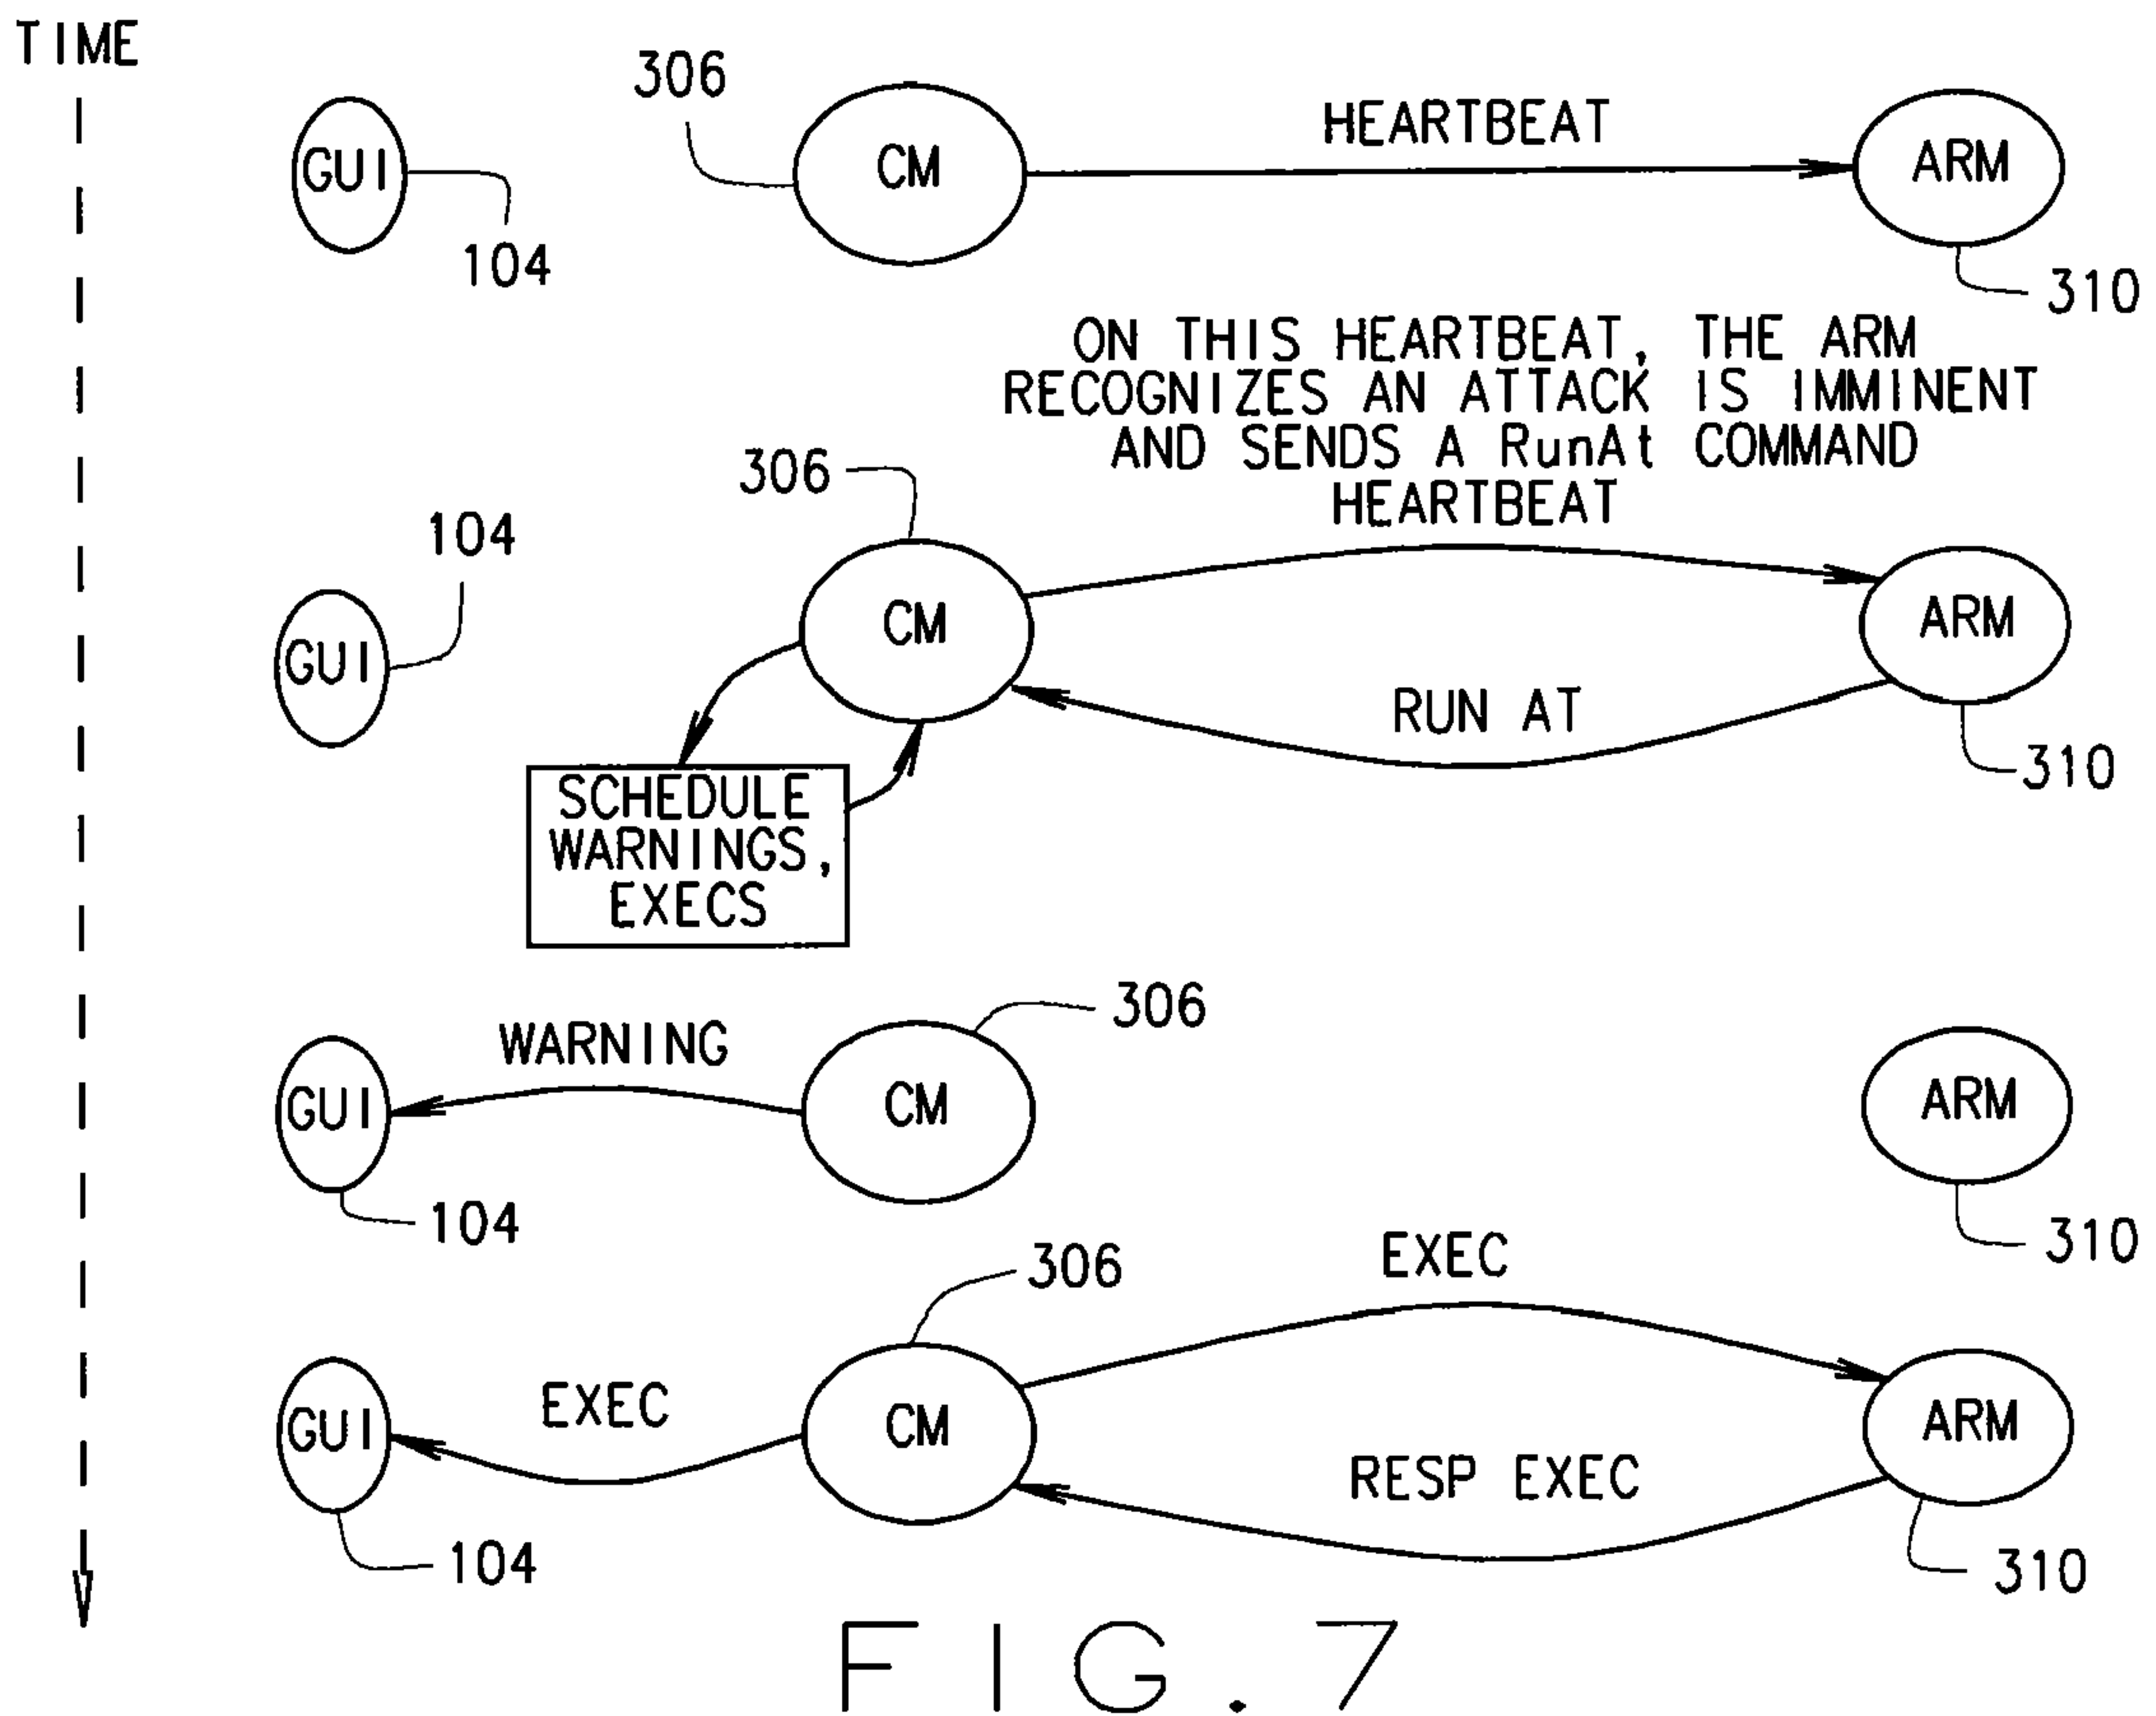 TIME
306
HEARTBEAT
GUI
CM
ARM
104
310
ON THIS HEARTBEAT, THE ARM
RECOGNIZES AN ATTACK IS IMMINENT
AND SENDS A RunAt COMMAND
306
HEARTBEAT
104
CM
ARM
GUI
RUN AT
310
SCHEDULE
WARNINGS,
EXECS
306
WARNING
GUI
CM
ARM
104
310
EXEC
306
EXEC
GUI
CM
ARM
RESP EXEC
104
310
FIG. 7